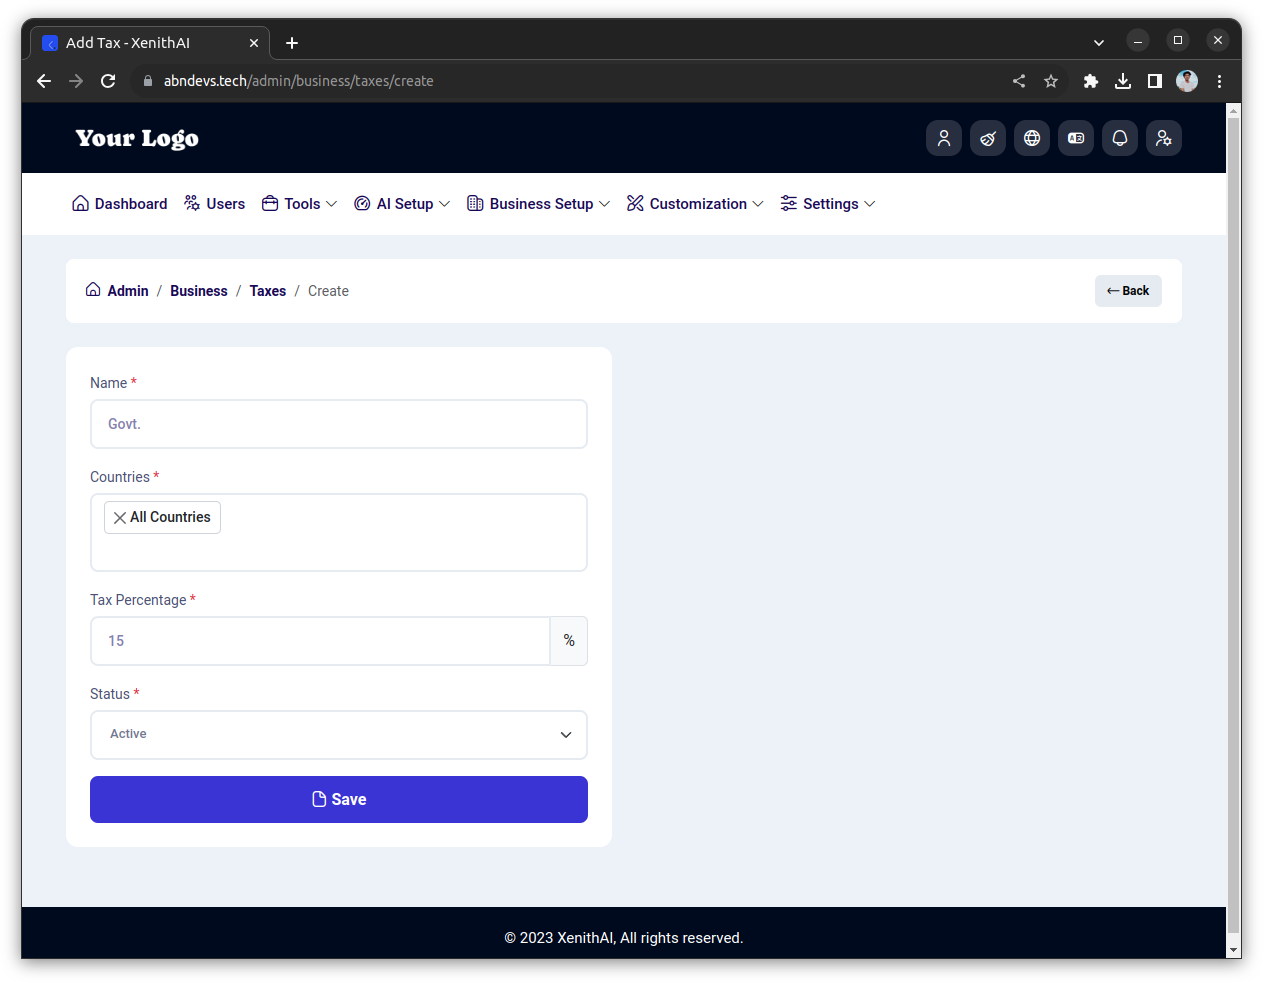 Add Tax - XenithAI
abndevs.tech/admin/business/taxes/create
Your Logo
Dashboard Users Tools AI Setup Business Setup Customization Settings
Admin / Business / Taxes / Create
Back
Name *
Govt.
Countries *
All Countries
Tax Percentage *
15 %
Status *
Active
Save
© 2023 XenithAI, All rights reserved.